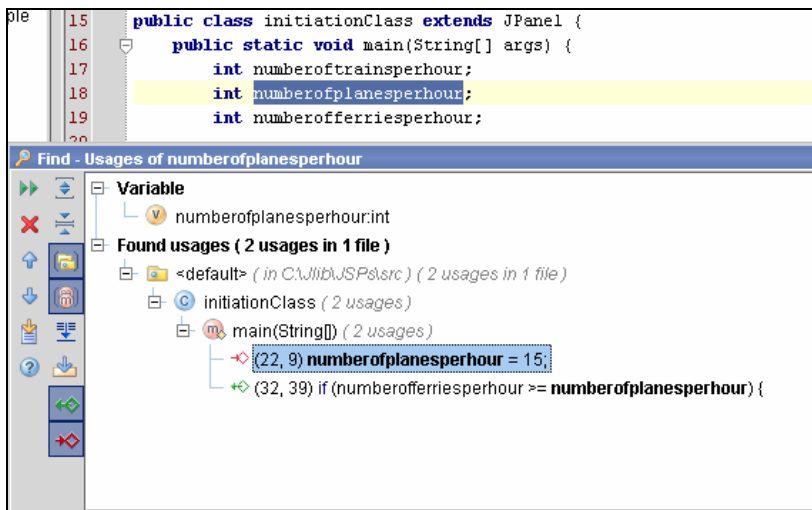 ple
15 public class initiationClass extends JPanel {
16 public static void main(String[] args) {
17 int numberoftrainsperhour;
18 int numberofplanesperhour;
19 int numberofferriesperhour;
20
Find - Usages of numberofplanesperhour
Variable
V numberofplanesperhour:int
Found usages ( 2 usages in 1 file )
<default> ( in C:\Jlib\JSPs\src ) ( 2 usages in 1 file )
C initiationClass ( 2 usages )
m main(String[]) ( 2 usages )
(22, 9) numberofplanesperhour = 15;
(32, 39) if (numberofferriesperhour >= numberofplanesperhour) {